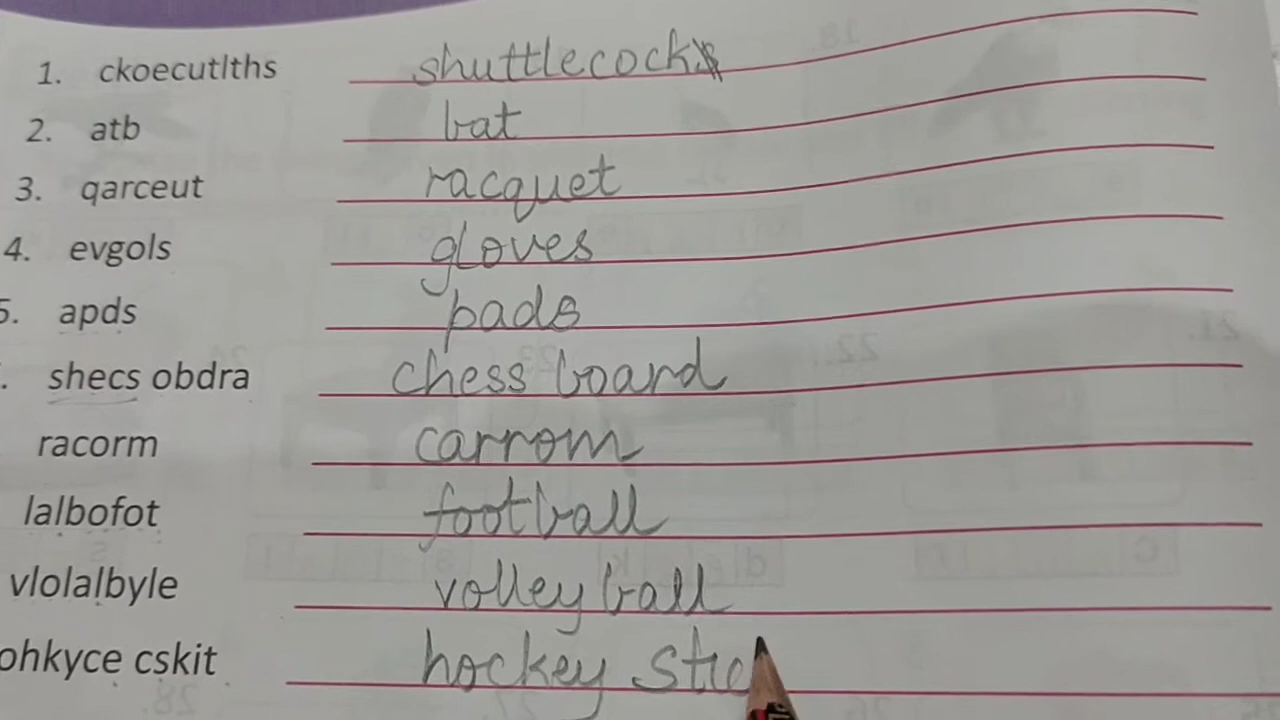 1. ckoecutlths shuttlecock
2. atb bat
3. qarceut racquet
4. evgols gloves
5. apds pads
. shecs obdra chess board
racorm carrom
lalbofot football
vlolalbyle volleyball
ohkyce cskit hockey stic